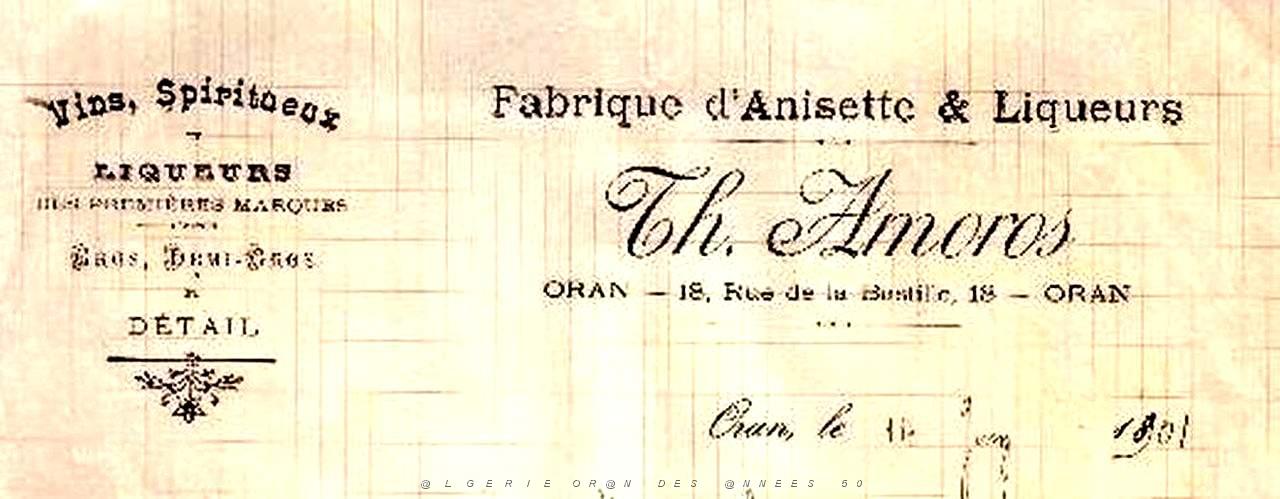 Vins, Spiritueux
LIQUEURS
DES PREMIÈRES MARQUES
Gros, Demi-Gros
&
DÉTAIL
Fabrique d'Anisette & Liqueurs
Th. Amoros
ORAN — 18, Rue de la Bastille, 18 — ORAN
Oran, le
@LGERIE OR@N DES @NNEES 50